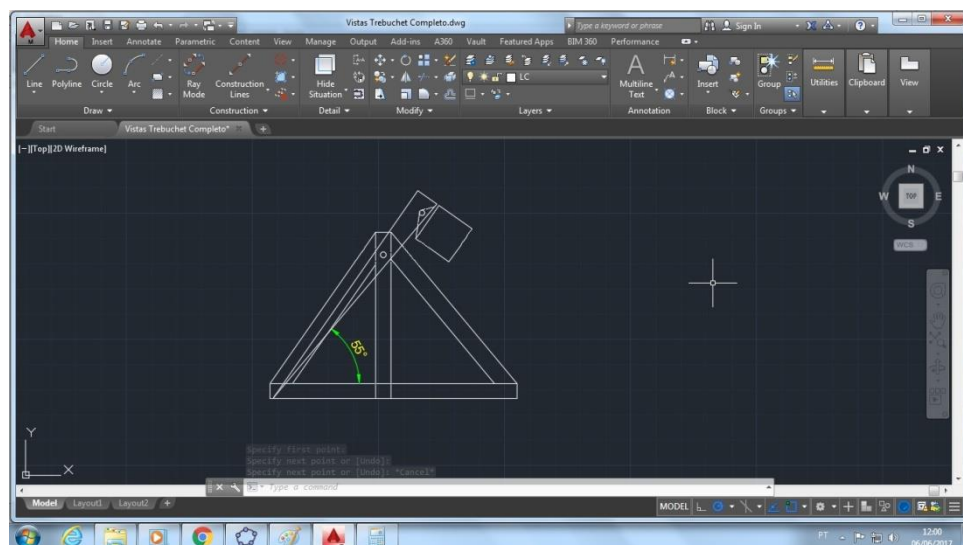 Vistas Trebuchet Completo.dwg
Type a keyword or phrase
Sign In
M
Home Insert Annotate Parametric Content View Manage Output Add-ins A360 Vault Featured Apps BIM 360 Performance
Line Polyline Circle Arc Ray Mode Construction Lines Hide Situation LC Multiline Text Insert Group Utilities Clipboard View
Draw Construction Detail Modify Layers Annotation Block Groups
Start Vistas Trebuchet Completo*
[−][Top][2D Wireframe]
N
W TOP E
S
WCS
55°
Y
X
Specify first point:
Specify next point or [Undo]:
Specify next point or [Undo]: *Cancel*
Type a command
Model Layout1 Layout2 +
MODEL
PT
12:00
06/06/2017